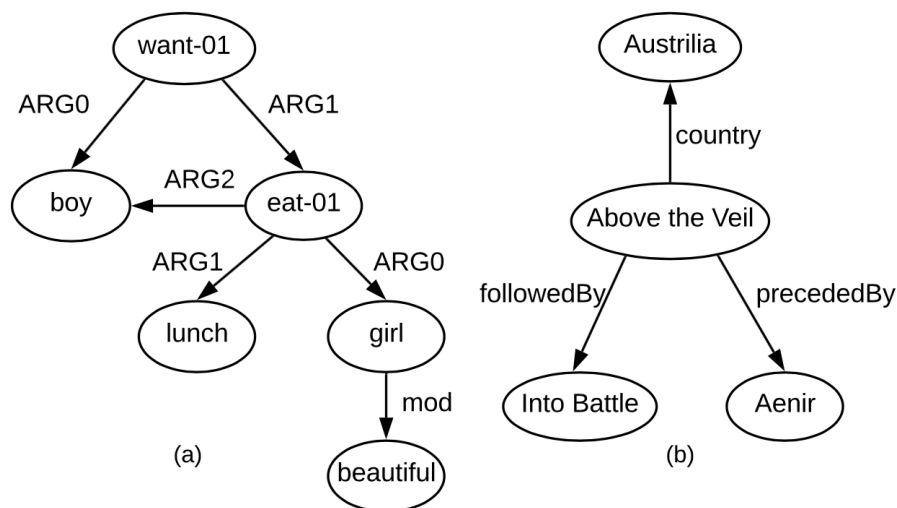 want-01
ARG0
ARG1
boy
ARG2
eat-01
ARG1
ARG0
lunch
girl
mod
beautiful
(a)
Austrilia
country
Above the Veil
followedBy
precededBy
Into Battle
Aenir
(b)